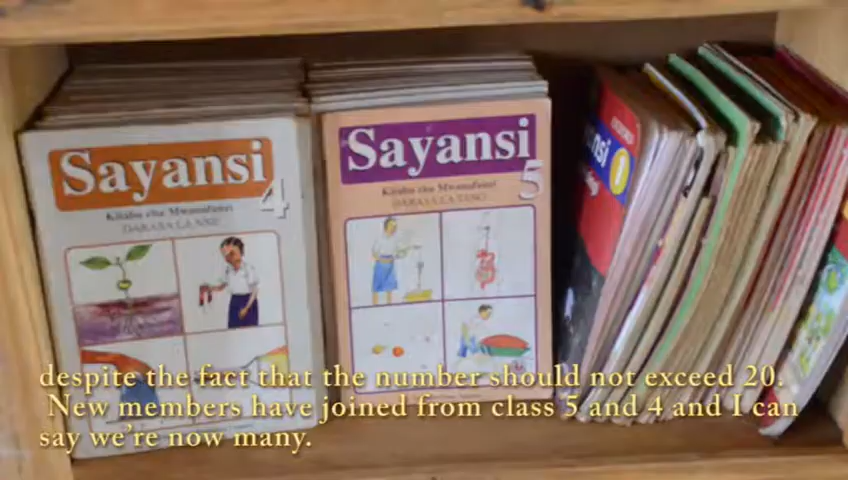 Sayansi
4
Kitabu cha Mwanafunzi
DARASA LA NNE
Sayansi
5
Kitabu cha Mwanafunzi
DARASA LA TANO
nsi
1
despite the fact that the number should not exceed 20.
New members have joined from class 5 and 4 and I can
say we're now many.